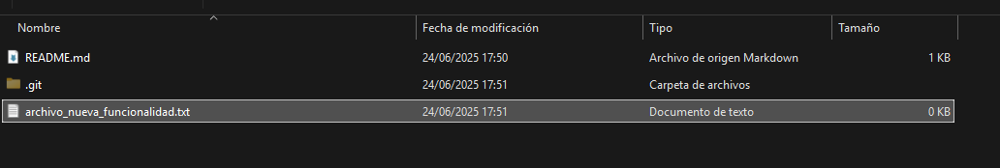 Nombre Fecha de modificación Tipo Tamaño
README.md 24/06/2025 17:50 Archivo de origen Markdown 1 KB
.git 24/06/2025 17:51 Carpeta de archivos
archivo_nueva_funcionalidad.txt 24/06/2025 17:51 Documento de texto 0 KB